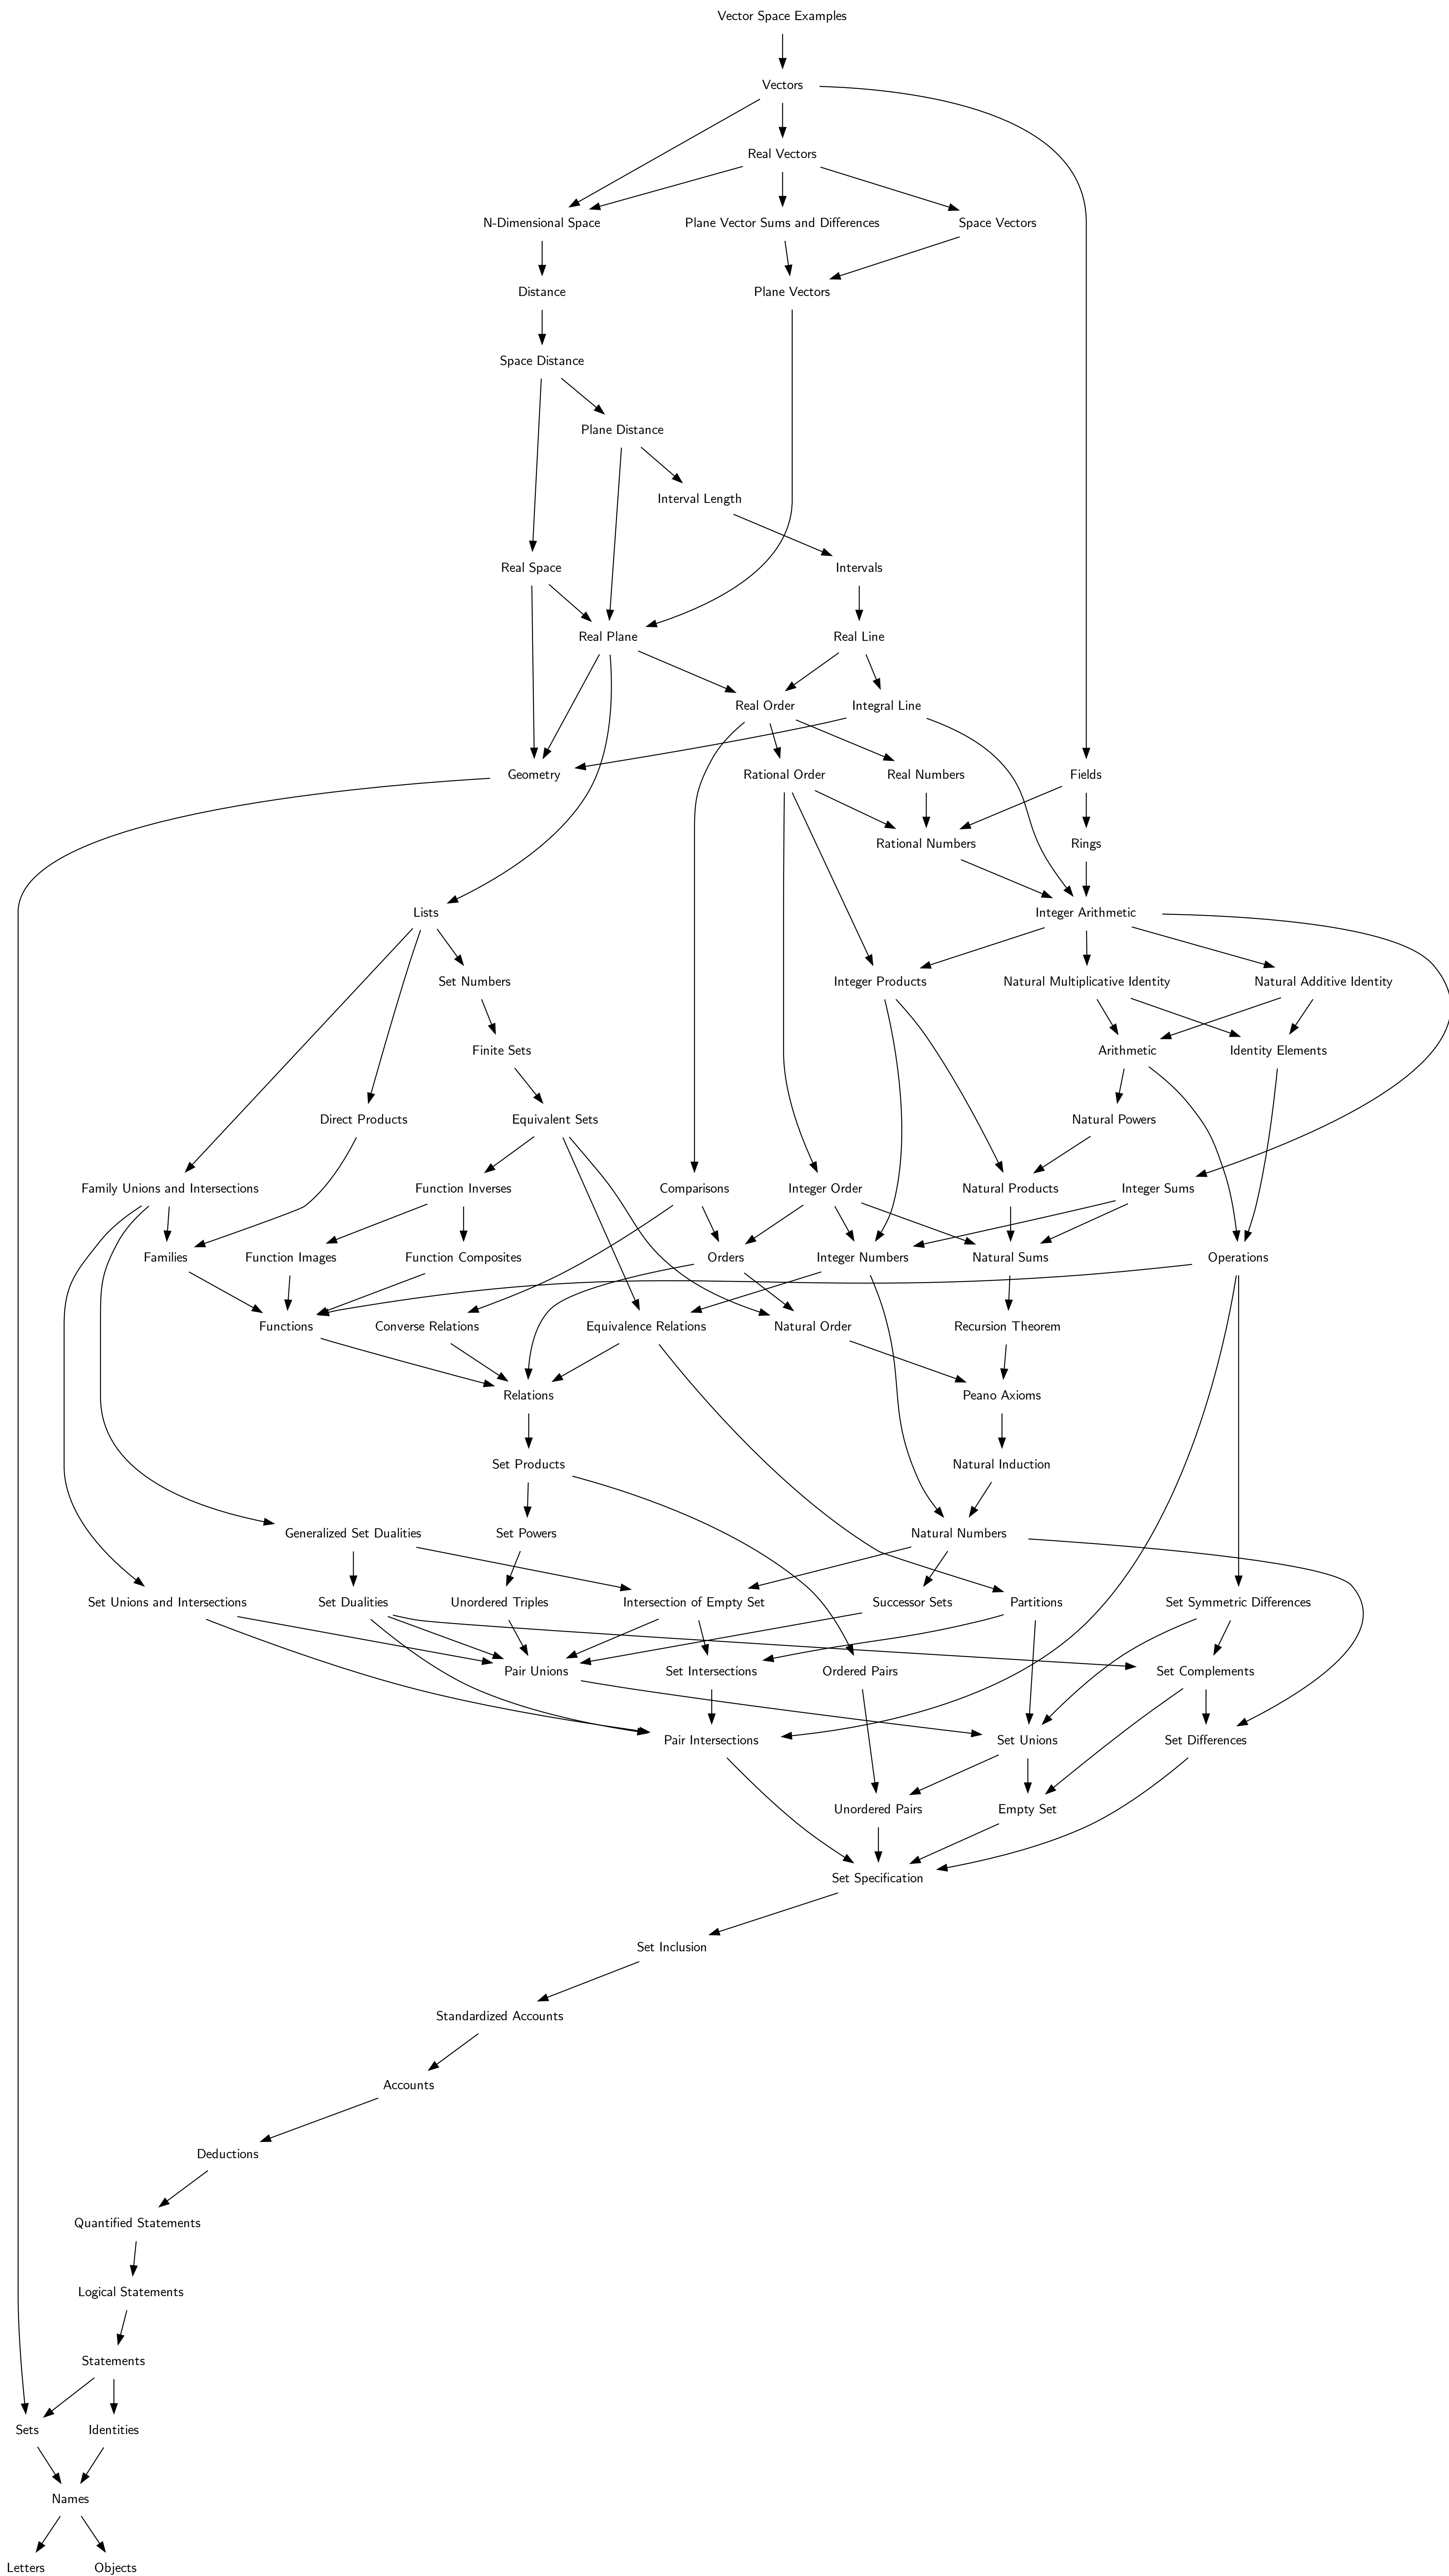 Vector Space Examples
Vectors
Real Vectors
N-Dimensional Space
Plane Vector Sums and Differences
Space Vectors
Distance
Plane Vectors
Space Distance
Plane Distance
Interval Length
Real Space
Intervals
Real Plane
Real Line
Real Order
Integral Line
Geometry
Rational Order
Real Numbers
Fields
Rational Numbers
Rings
Lists
Integer Arithmetic
Set Numbers
Integer Products
Natural Multiplicative Identity
Natural Additive Identity
Finite Sets
Arithmetic
Identity Elements
Direct Products
Equivalent Sets
Natural Powers
Family Unions and Intersections
Function Inverses
Comparisons
Integer Order
Natural Products
Integer Sums
Families
Function Images
Function Composites
Orders
Integer Numbers
Natural Sums
Operations
Functions
Converse Relations
Equivalence Relations
Natural Order
Recursion Theorem
Relations
Peano Axioms
Set Products
Natural Induction
Generalized Set Dualities
Set Powers
Natural Numbers
Set Unions and Intersections
Set Dualities
Unordered Triples
Intersection of Empty Set
Successor Sets
Partitions
Set Symmetric Differences
Pair Unions
Set Intersections
Ordered Pairs
Set Complements
Pair Intersections
Set Unions
Set Differences
Unordered Pairs
Empty Set
Set Specification
Set Inclusion
Standardized Accounts
Accounts
Deductions
Quantified Statements
Logical Statements
Statements
Sets
Identities
Names
Letters
Objects